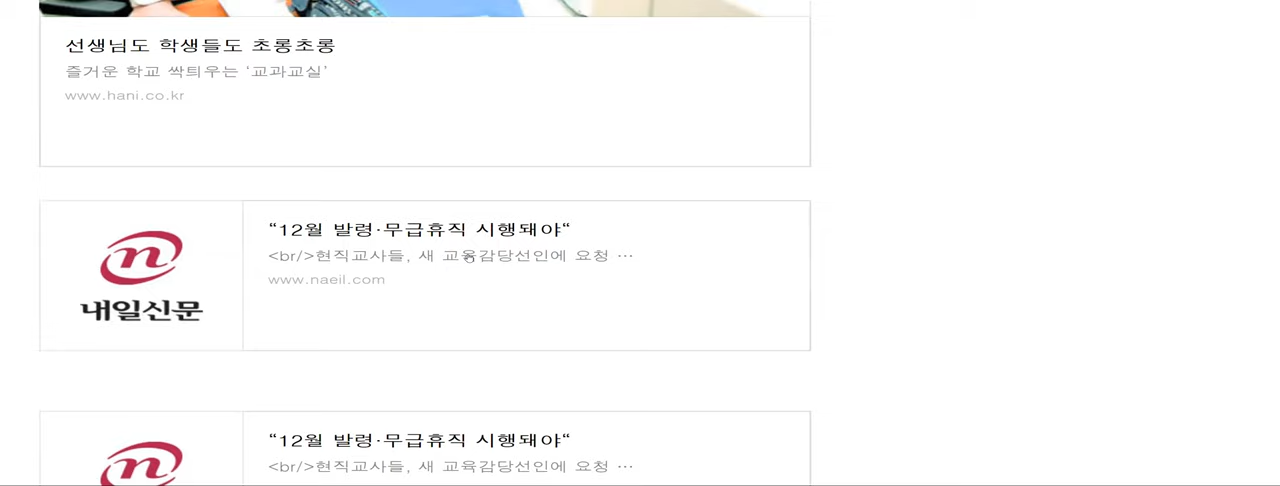 선생님도 학생들도 초롱초롱
즐거운 학교 싹틔우는 ‘교과교실’
www.hani.co.kr
“12월 발령·무급휴직 시행돼야“
<br/>현직교사들, 새 교육감당선인에 요청 …
www.naeil.com
내일신문
“12월 발령·무급휴직 시행돼야“
<br/>현직교사들, 새 교육감당선인에 요청 …